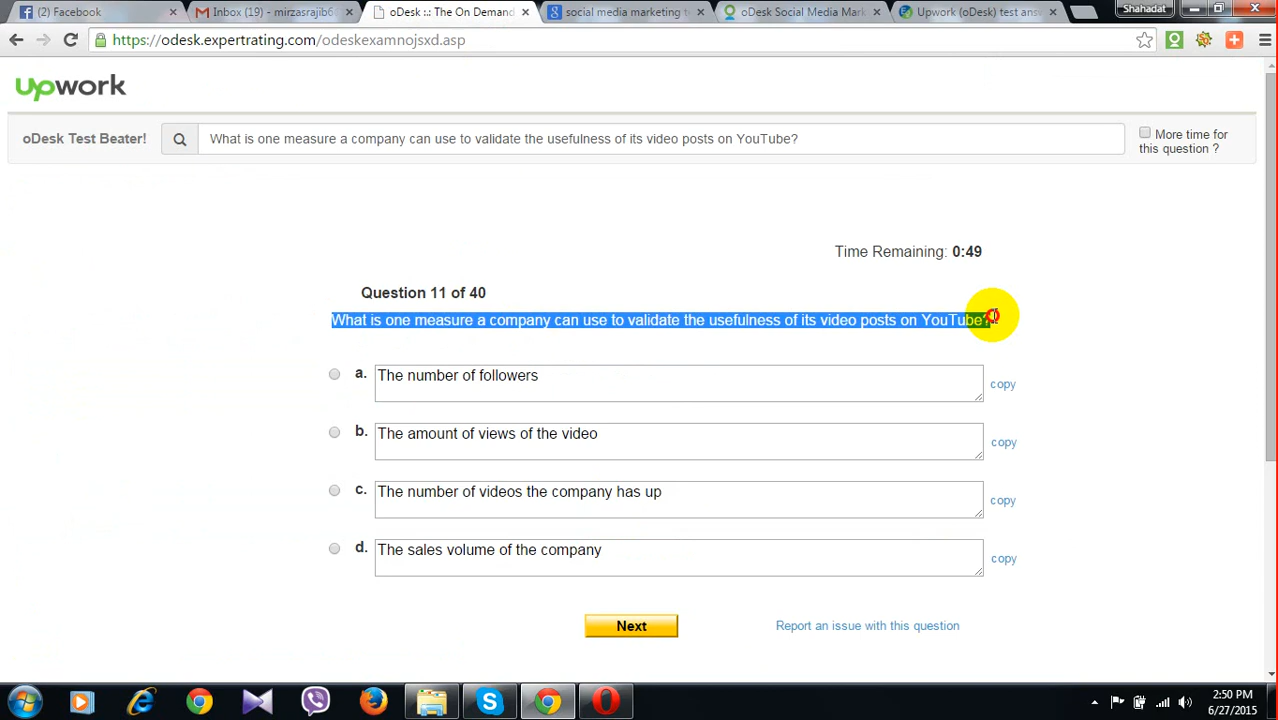 (2) Facebook
Inbox (19) - mirzasrajib6
oDesk ::: The On Demand
social media marketing t
oDesk Social Media Mark
Upwork (oDesk) test answ
Shahadat
https://odesk.expertrating.com/odeskexamnojsxd.asp
upwork
oDesk Test Beater!
What is one measure a company can use to validate the usefulness of its video posts on YouTube?
More time for
this question ?
Time Remaining: 0:49
Question 11 of 40
What is one measure a company can use to validate the usefulness of its video posts on YouTube?
a. The number of followers copy
b. The amount of views of the video copy
c. The number of videos the company has up copy
d. The sales volume of the company copy
Next Report an issue with this question
2:50 PM
6/27/2015